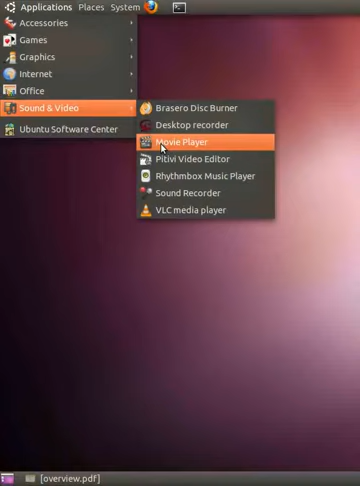 Applications Places System
Accessories
Games
Graphics
Internet
Office
Sound & Video
Ubuntu Software Center
Brasero Disc Burner
Desktop recorder
Movie Player
Pitivi Video Editor
Rhythmbox Music Player
Sound Recorder
VLC media player
[overview.pdf]